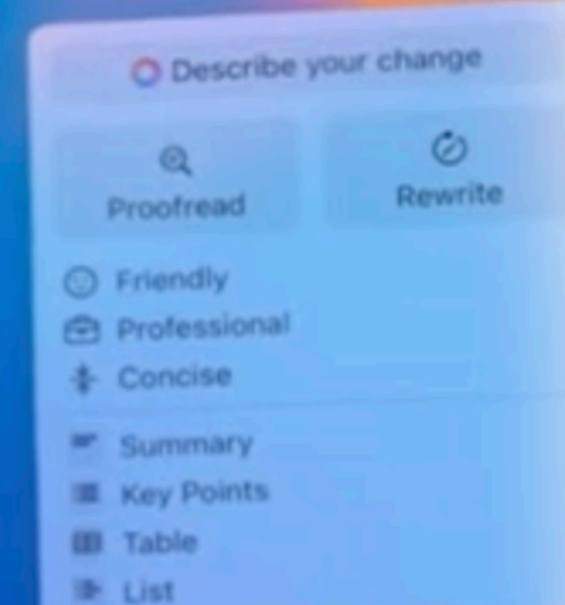 Describe your change
Proofread
Rewrite
Friendly
Professional
Concise
Summary
Key Points
Table
List